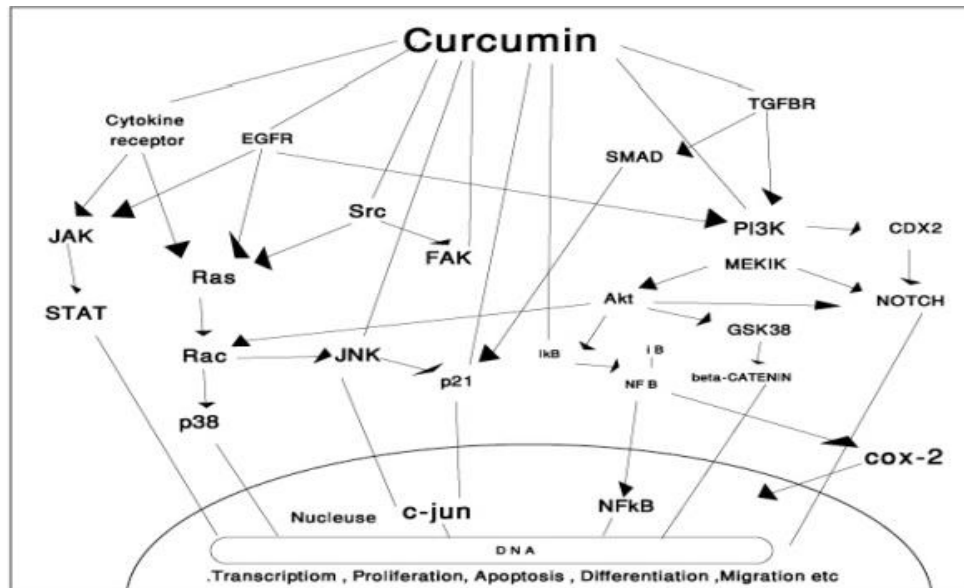 Curcumin
TGFBR
Cytokine
receptor
EGFR
SMAD
Src
PI3K
CDX2
JAK
FAK
MEKIK
Ras
STAT
Akt
NOTCH
GSK38
Rac
JNK
IkB
i B
p21
NF B
beta-CATENIN
p38
cox-2
Nucleuse
c-jun
NFkB
DNA
.Transcriptiom , Proliferation, Apoptosis , Differentiation ,Migration etc